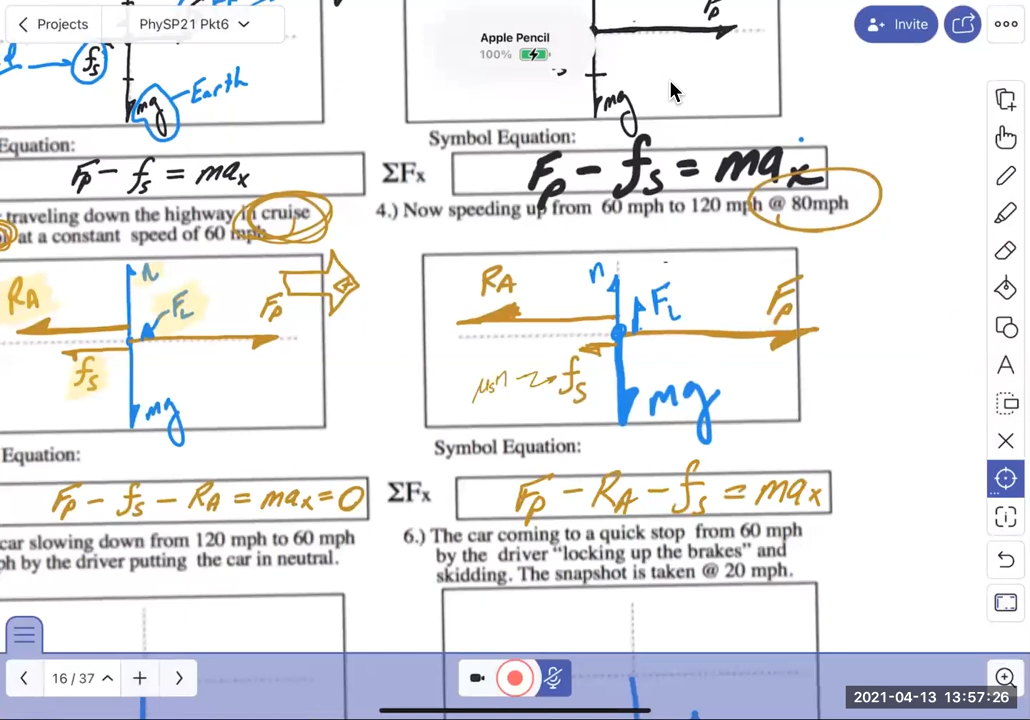 Projects
PhySP21 Pkt6
Apple Pencil
100%
Invite
Fp
fs
mg
Earth
mg
Equation:
Symbol Equation:
Fp - fs = max
ΣFx
Fp - fs = max
traveling down the highway in cruise
at a constant speed of 60 mph
4.) Now speeding up from 60 mph to 120 mph @ 80mph
RA
n
FL
Fp
fs
mg
RA
n
FL
Fp
μsn
fs
mg
Equation:
Symbol Equation:
Fp - fs - RA = max = 0
ΣFx
Fp - RA - fs = max
car slowing down from 120 mph to 60 mph
ph by the driver putting the car in neutral.
6.) The car coming to a quick stop from 60 mph
by the driver "locking up the brakes" and
skidding. The snapshot is taken @ 20 mph.
16 / 37
2021-04-13 13:57:26